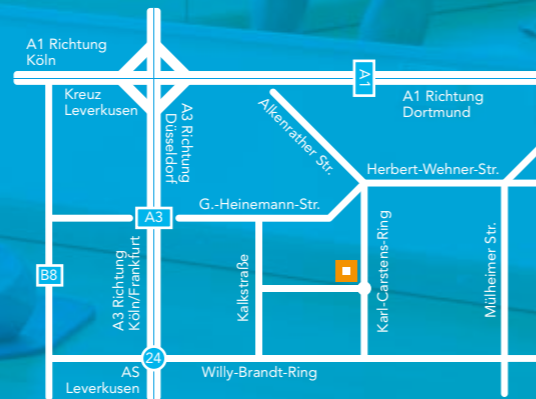 A1 Richtung
Köln
Kreuz
Leverkusen
A3 Richtung
Düsseldorf
A1
A1 Richtung
Dortmund
Alkenrather Str.
Herbert-Wehner-Str.
G.-Heinemann-Str.
A3
A3 Richtung
Köln/Frankfurt
B8
Kalkstraße
Karl-Carstens-Ring
Mülheimer Str.
24
AS
Leverkusen
Willy-Brandt-Ring